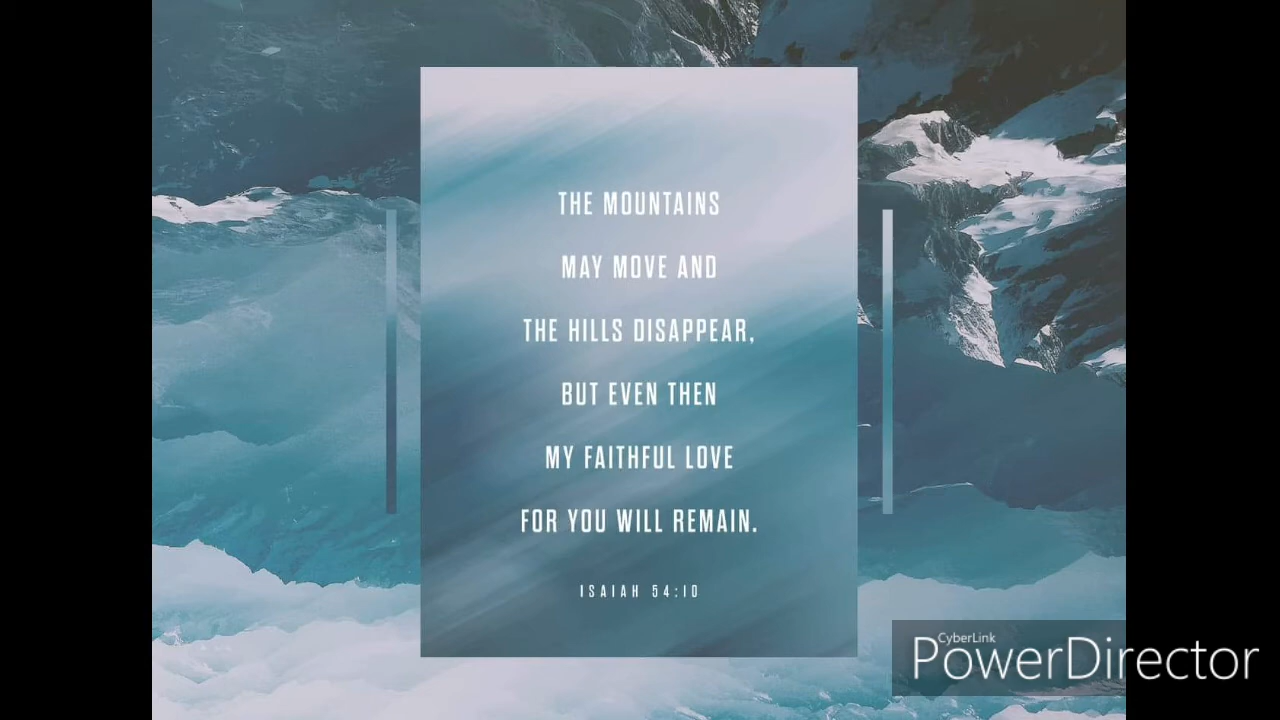 THE MOUNTAINS
MAY MOVE AND
THE HILLS DISAPPEAR,
BUT EVEN THEN
MY FAITHFUL LOVE
FOR YOU WILL REMAIN.
ISAIAH 54:10
CyberLink
PowerDirector